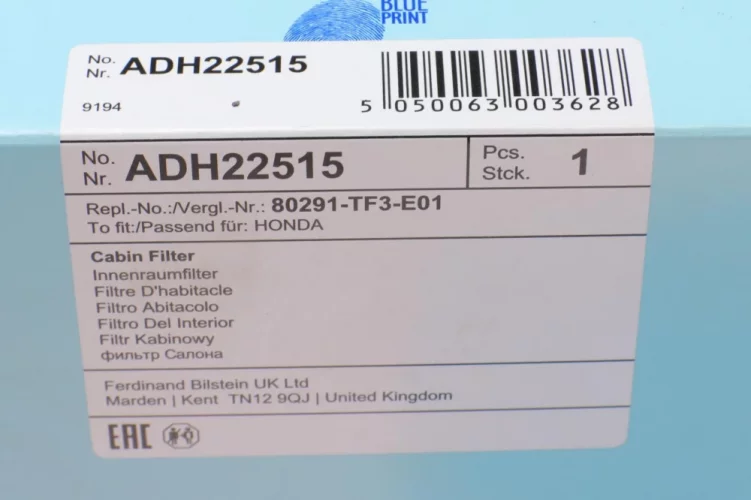 BLUE
PRINT
No.
Nr. ADH22515
9194
5 050063 003628
No.
Nr. ADH22515
Pcs.
Stck. 1
Repl.-No.:/Vergl.-Nr.: 80291-TF3-E01
To fit:/Passend für: HONDA
Cabin Filter
Innenraumfilter
Filtre D'habitacle
Filtro Abitacolo
Filtro Del Interior
Filtr Kabinowy
фильтр Салона
Ferdinand Bilstein UK Ltd
Marden | Kent TN12 9QJ | United Kingdom
EAC